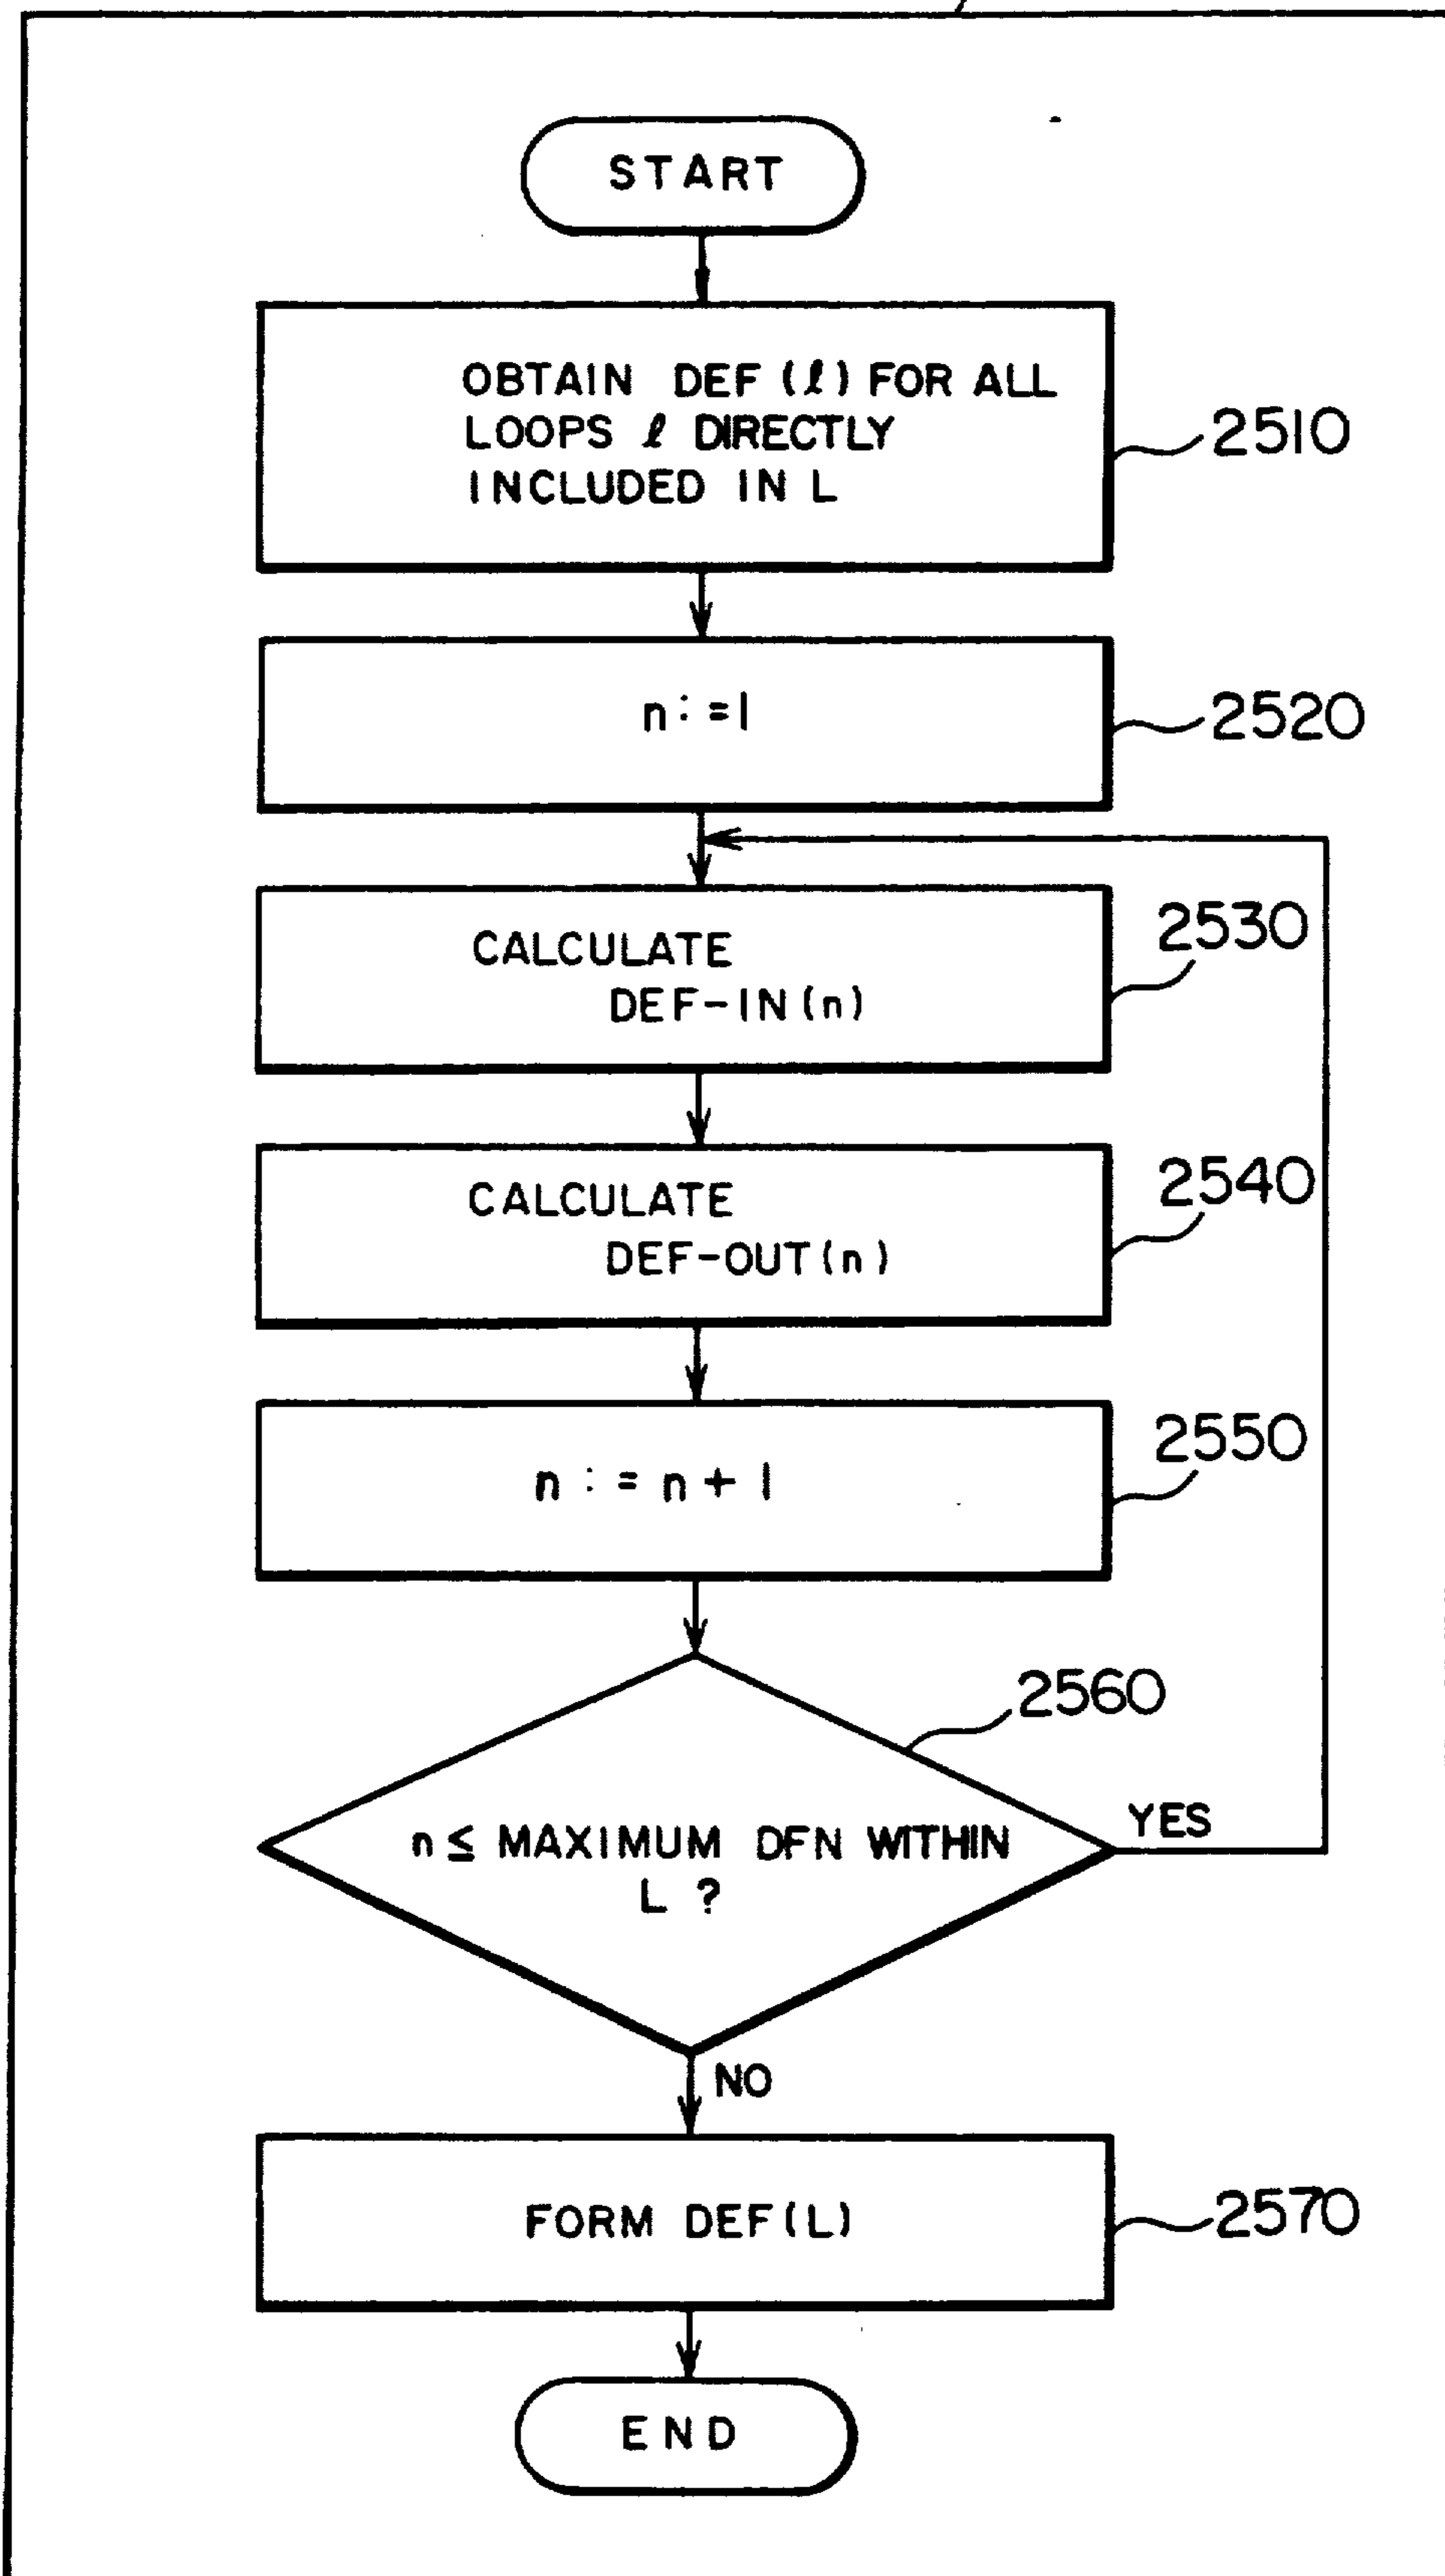 START
OBTAIN DEF (ℓ) FOR ALL
LOOPS ℓ DIRECTLY
INCLUDED IN L
2510
n:=1
2520
CALCULATE
DEF-IN(n)
2530
CALCULATE
DEF-OUT(n)
2540
n := n + 1
2550
2560
n ≤ MAXIMUM DFN WITHIN
L ?
YES
NO
FORM DEF(L)
2570
END